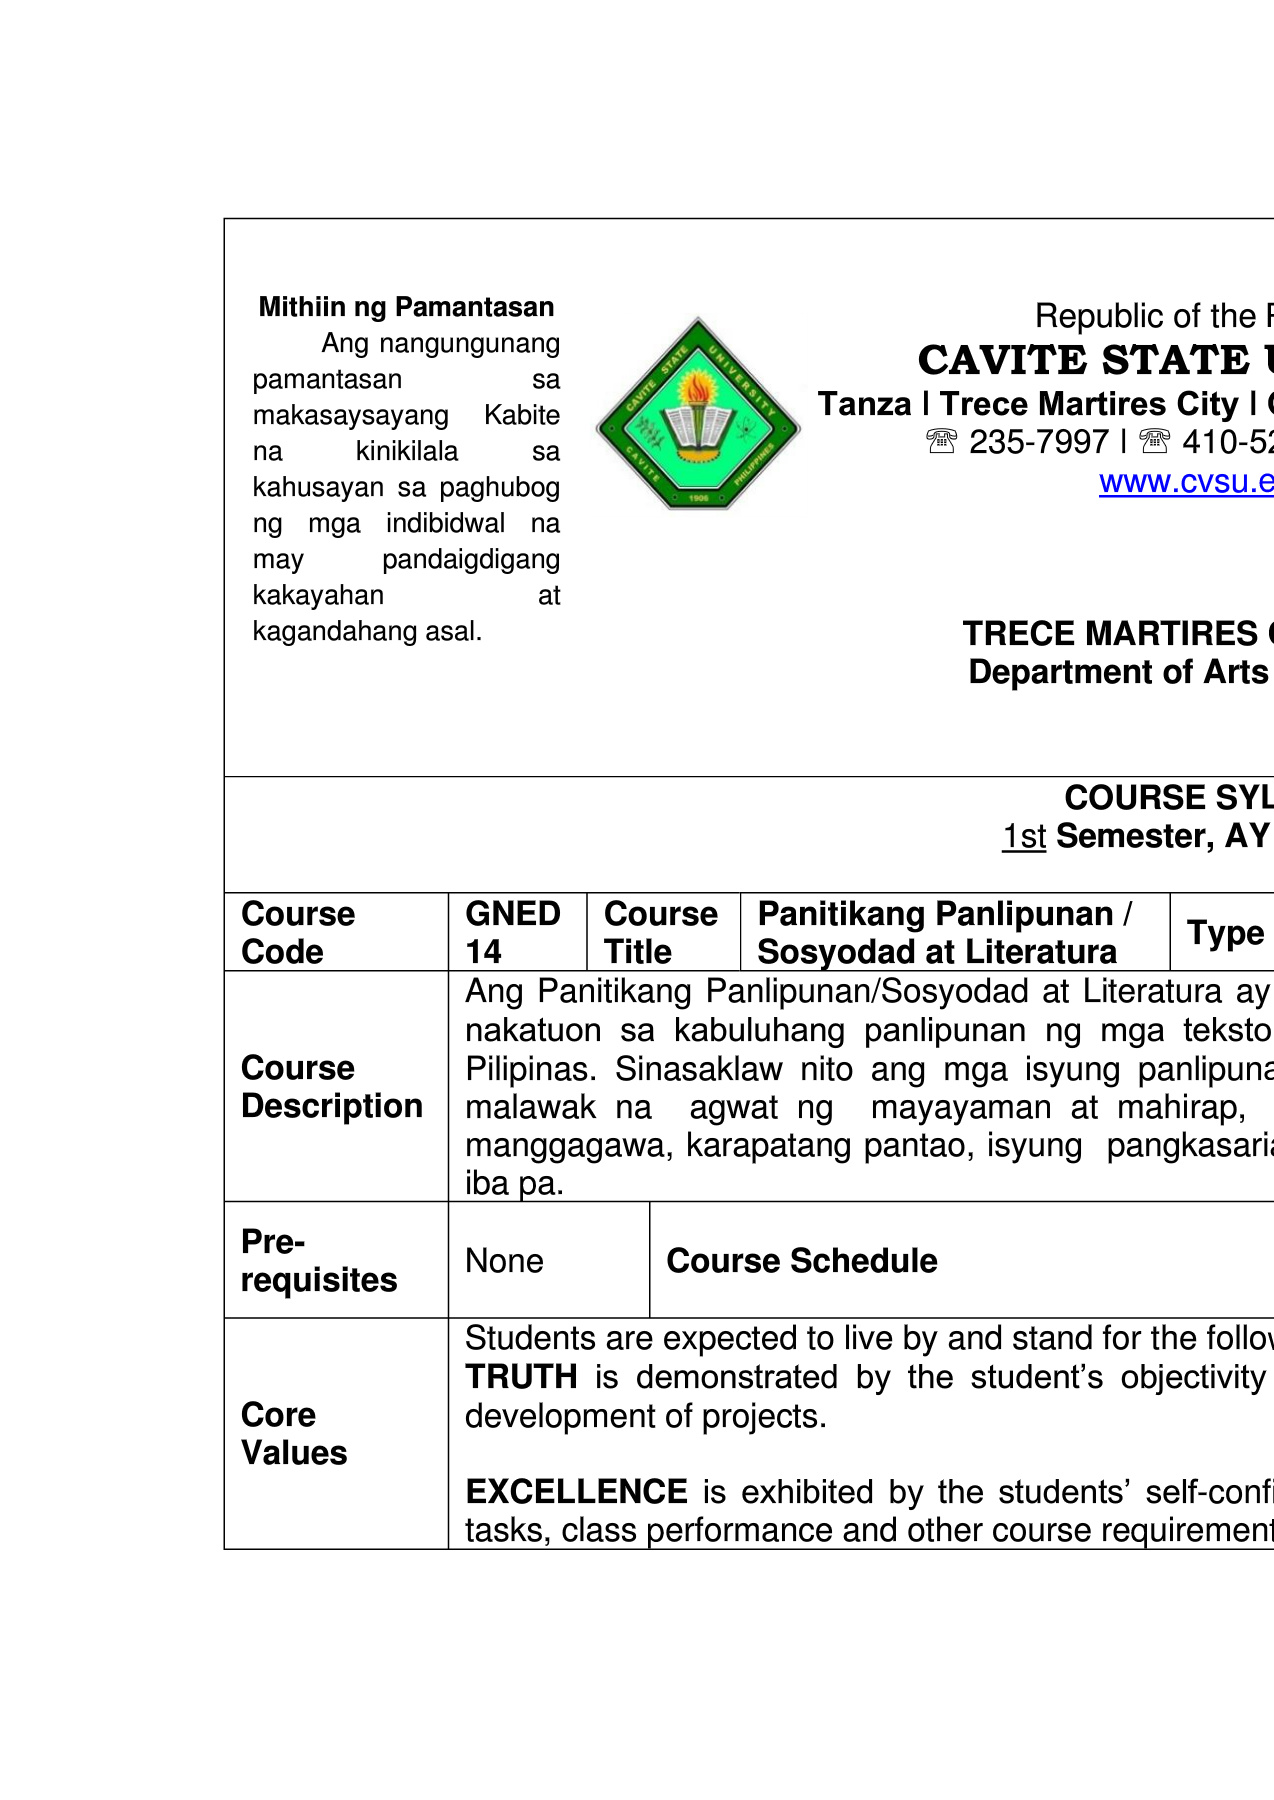 Mithiin ng Pamantasan
Ang nangungunang
pamantasan sa
makasaysayang Kabite
na kinikilala sa
kahusayan sa paghubog
ng mga indibidwal na
may pandaigdigang
kakayahan at
kagandahang asal.
CAVITE STATE UNIVERSITY
CAVITE PHILIPPINES
1906
Republic of the
CAVITE STATE
Tanza l Trece Martires City l
☏ 235-7997 l ☏ 410-52
www.cvsu.e
TRECE MARTIRES
Department of Arts
COURSE SYL
1st Semester, AY
Course
Code
GNED
14
Course
Title
Panitikang Panlipunan /
Sosyodad at Literatura
Type
Course
Description
Ang Panitikang Panlipunan/Sosyodad at Literatura ay
nakatuon sa kabuluhang panlipunan ng mga teksto
Pilipinas. Sinasaklaw nito ang mga isyung panlipuna
malawak na agwat ng mayayaman at mahirap,
manggagawa, karapatang pantao, isyung pangkasaria
iba pa.
Pre-
requisites
None
Course Schedule
Core
Values
Students are expected to live by and stand for the follow
TRUTH is demonstrated by the student’s objectivity
development of projects.
EXCELLENCE is exhibited by the students’ self-confi
tasks, class performance and other course requirement